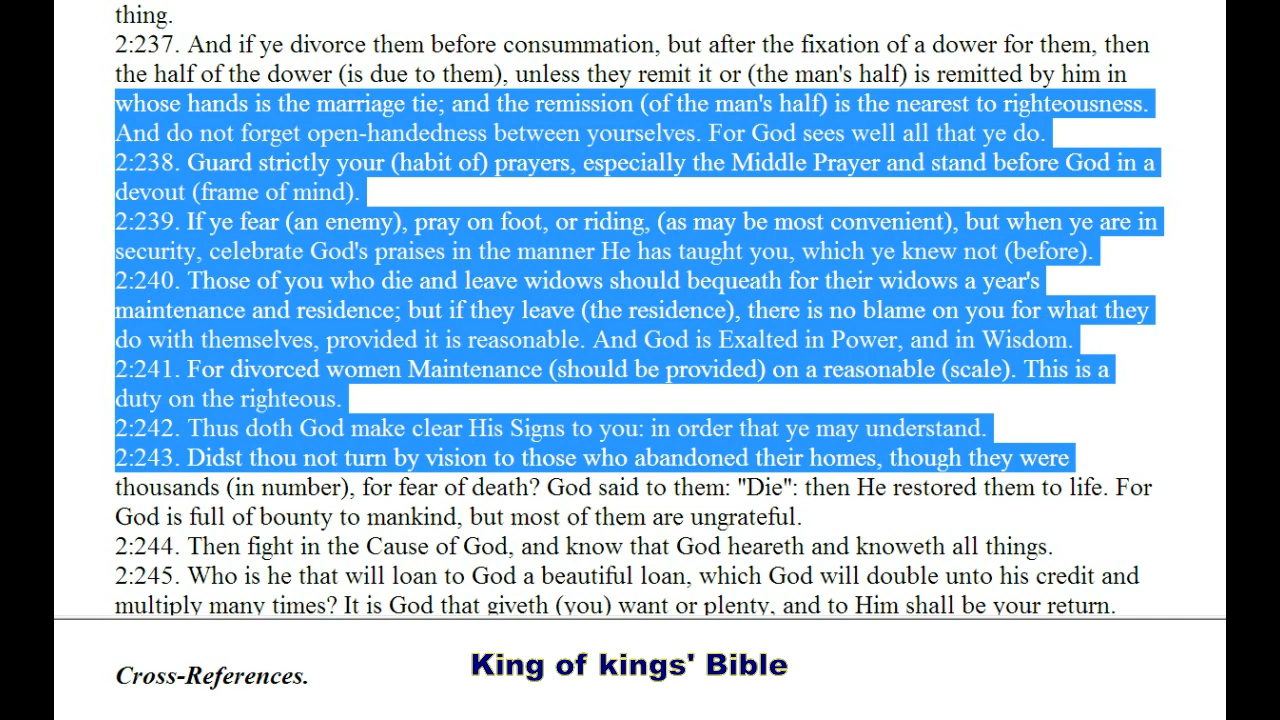 thing.
2:237. And if ye divorce them before consummation, but after the fixation of a dower for them, then
the half of the dower (is due to them), unless they remit it or (the man's half) is remitted by him in
whose hands is the marriage tie; and the remission (of the man's half) is the nearest to righteousness.
And do not forget open-handedness between yourselves. For God sees well all that ye do.
2:238. Guard strictly your (habit of) prayers, especially the Middle Prayer and stand before God in a
devout (frame of mind).
2:239. If ye fear (an enemy), pray on foot, or riding, (as may be most convenient), but when ye are in
security, celebrate God's praises in the manner He has taught you, which ye knew not (before).
2:240. Those of you who die and leave widows should bequeath for their widows a year's
maintenance and residence; but if they leave (the residence), there is no blame on you for what they
do with themselves, provided it is reasonable. And God is Exalted in Power, and in Wisdom.
2:241. For divorced women Maintenance (should be provided) on a reasonable (scale). This is a
duty on the righteous.
2:242. Thus doth God make clear His Signs to you: in order that ye may understand.
2:243. Didst thou not turn by vision to those who abandoned their homes, though they were
thousands (in number), for fear of death? God said to them: "Die": then He restored them to life. For
God is full of bounty to mankind, but most of them are ungrateful.
2:244. Then fight in the Cause of God, and know that God heareth and knoweth all things.
2:245. Who is he that will loan to God a beautiful loan, which God will double unto his credit and
multiply many times? It is God that giveth (you) want or plenty, and to Him shall be your return.
Cross-References.
King of kings' Bible